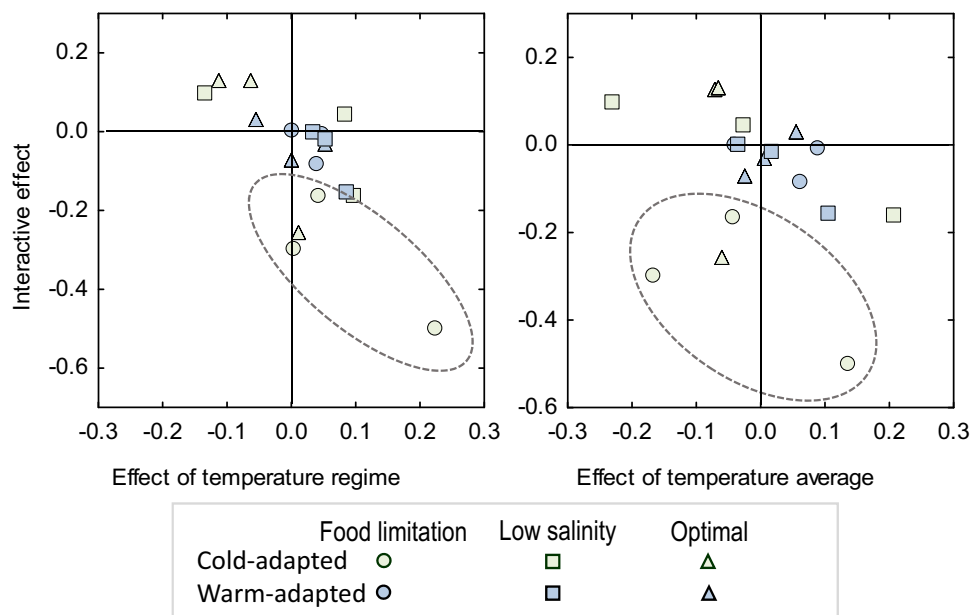 0.2
0.0
-0.2
-0.4
-0.6
Interactive effect
-0.3 -0.2 -0.1 0.0 0.1 0.2 0.3
Effect of temperature regime
0.2
0.0
-0.2
-0.4
-0.6
-0.3 -0.2 -0.1 0.0 0.1 0.2 0.3
Effect of temperature average
Food limitation Low salinity Optimal
Cold-adapted
Warm-adapted